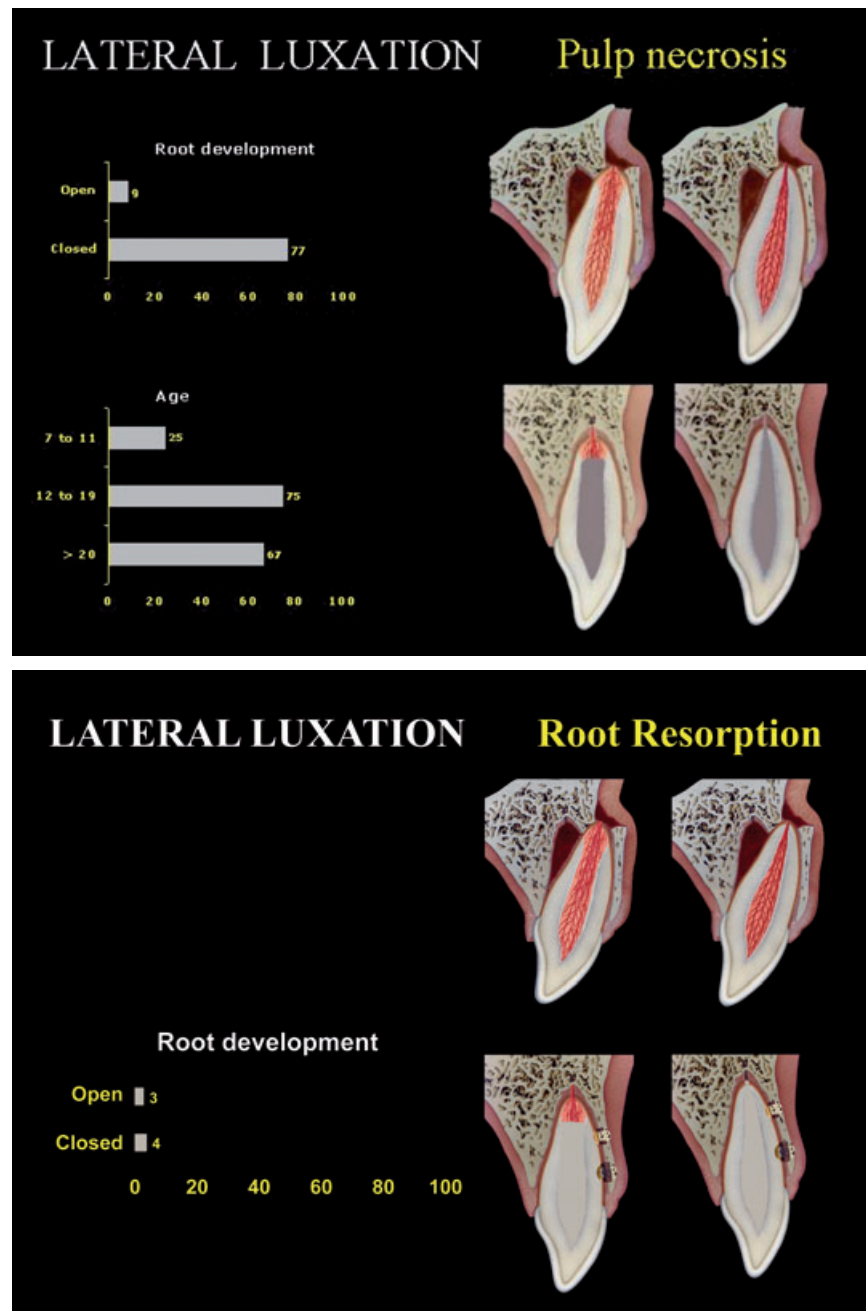 LATERAL LUXATION
Pulp necrosis
Root development
Open 9
Closed 77
0 20 40 60 80 100
Age
7 to 11 25
12 to 19 75
> 20 67
0 20 40 60 80 100
LATERAL LUXATION
Root Resorption
Root development
Open 3
Closed 4
0 20 40 60 80 100